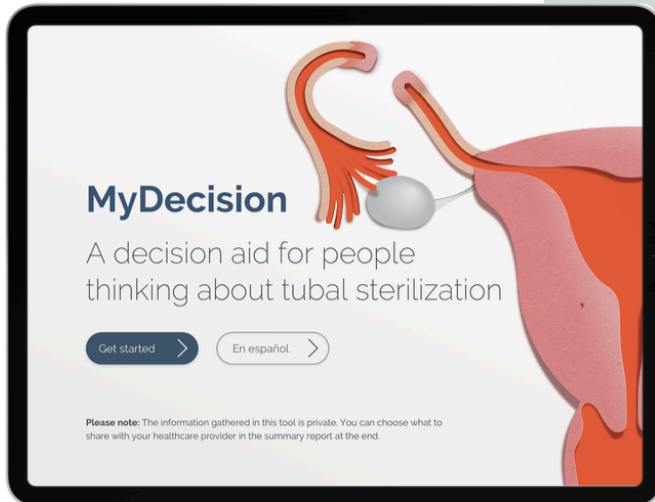 MyDecision
A decision aid for people
thinking about tubal sterilization
Get started
En español
Please note: The information gathered in this tool is private. You can choose what to
share with your healthcare provider in the summary report at the end.